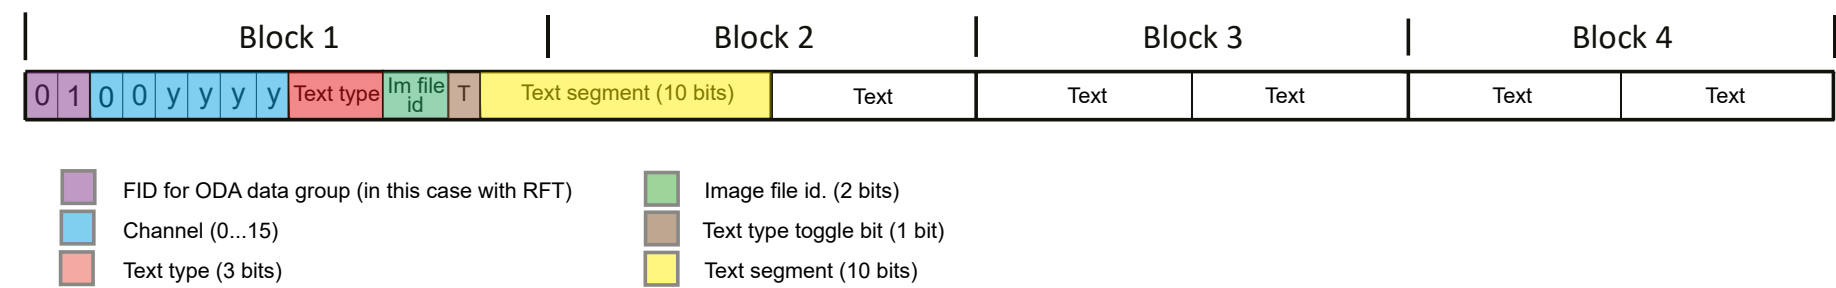 Block 1 Block 2 Block 3 Block 4
0 1 0 0 y y y y Text type Im file id T Text segment (10 bits) Text Text Text Text Text
FID for ODA data group (in this case with RFT) Image file id. (2 bits)
Channel (0...15) Text type toggle bit (1 bit)
Text type (3 bits) Text segment (10 bits)